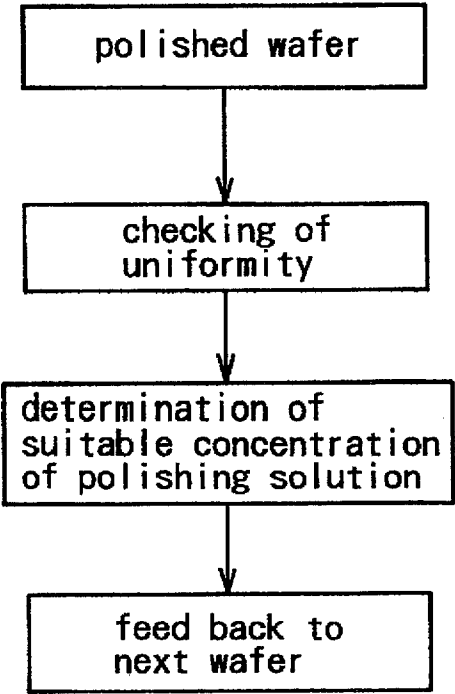 polished wafer
checking of
uniformity
determination of
suitable concentration
of polishing solution
feed back to
next wafer